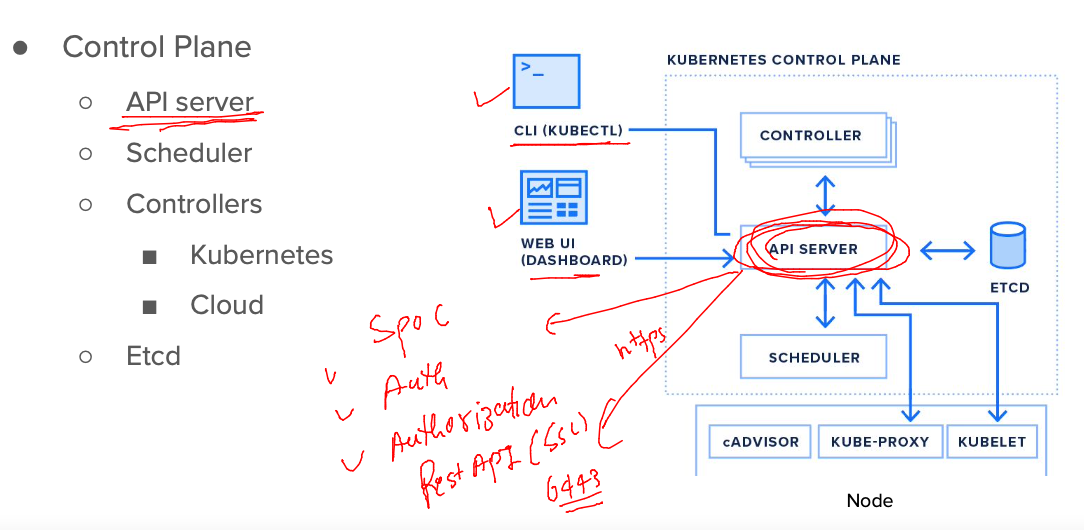 Control Plane
API server
Scheduler
Controllers
Kubernetes
Cloud
Etcd
KUBERNETES CONTROL PLANE
>_
CLI (KUBECTL)
WEB UI
(DASHBOARD)
CONTROLLER
API SERVER
ETCD
SCHEDULER
cADVISOR
KUBE-PROXY
KUBELET
Node
SPOC
Auth
Authorization
Rest API (SSL)
6443
https